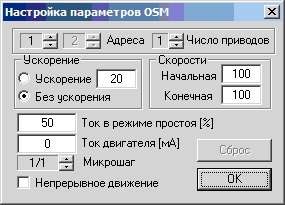 Настройка параметров OSM
1 2 Адреса 1 Число приводов
Ускорение
Ускорение 20
Без ускорения
Скорости
Начальная 100
Конечная 100
50 Ток в режиме простоя [%]
0 Ток двигателя [мА]
1/1 Микрошаг
Непрерывное движение
Сброс
OK